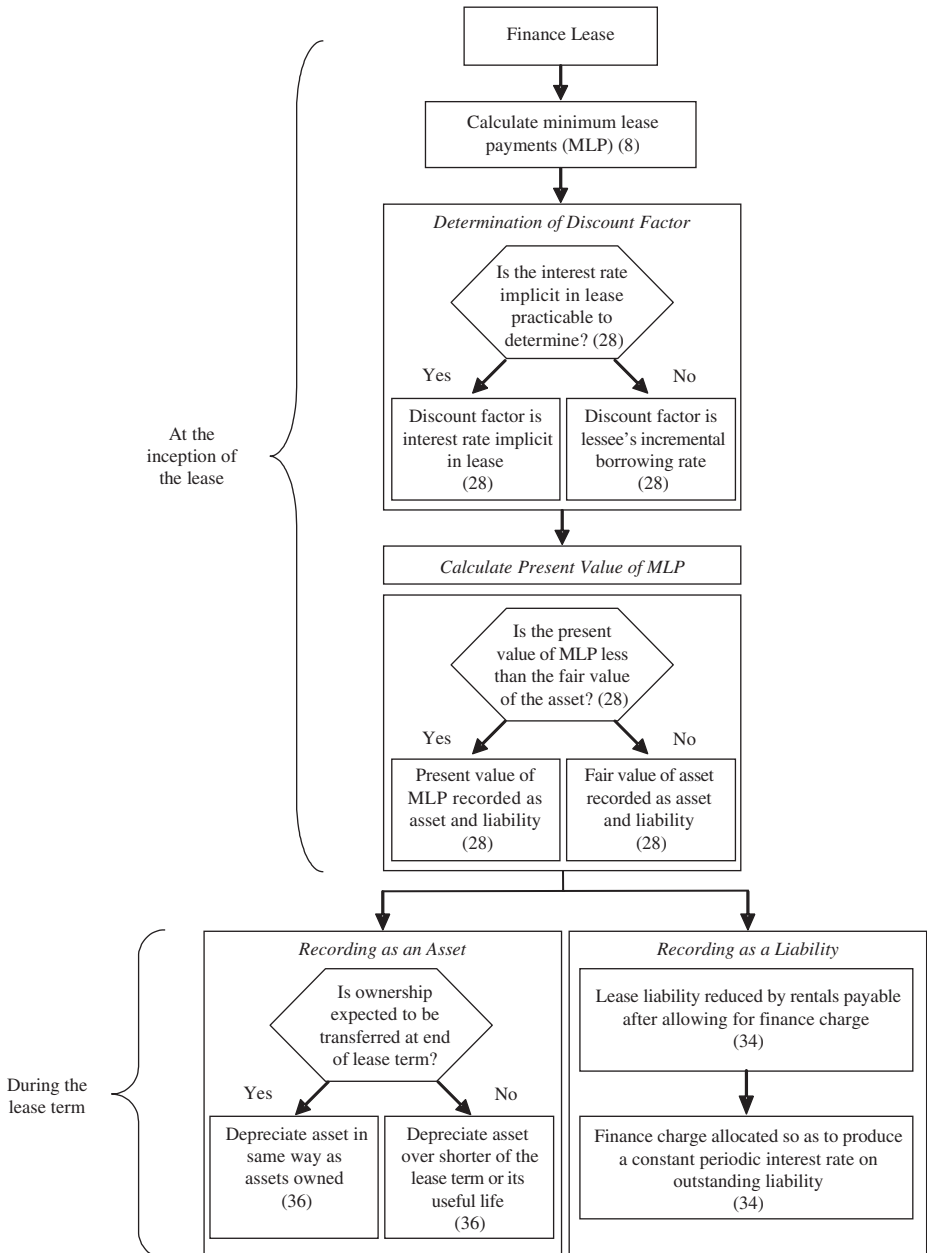 Finance Lease
Calculate minimum lease
payments (MLP) (8)
Determination of Discount Factor
Is the interest rate
implicit in lease
practicable to
determine? (28)
Yes
No
Discount factor is
interest rate implicit
in lease
(28)
Discount factor is
lessee's incremental
borrowing rate
(28)
At the
inception of
the lease
Calculate Present Value of MLP
Is the present
value of MLP less
than the fair value
of the asset? (28)
Yes
No
Present value of
MLP recorded as
asset and liability
(28)
Fair value of asset
recorded as asset
and liability
(28)
During the
lease term
Recording as an Asset
Is ownership
expected to be
transferred at end
of lease term?
Yes
No
Depreciate asset in
same way as
assets owned
(36)
Depreciate asset
over shorter of the
lease term or its
useful life
(36)
Recording as a Liability
Lease liability reduced by rentals payable
after allowing for finance charge
(34)
Finance charge allocated so as to produce
a constant periodic interest rate on
outstanding liability
(34)